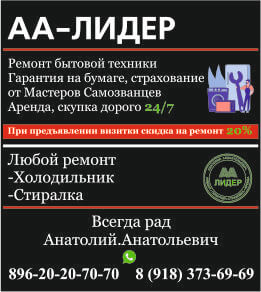 АА-ЛИДЕР
Ремонт бытовой техники
Гарантия на бумаге, страхование
от Мастеров Самозванцев
Аренда, скупка дорого 24/7
При предъявлении визитки скидка на ремонт 20%
Любой ремонт
-Холодильник
-Стиралка
АА
ЛИДЕР
Всегда рад
Анатолий.Анатольевич
896-20-20-70-70 8 (918) 373-69-69